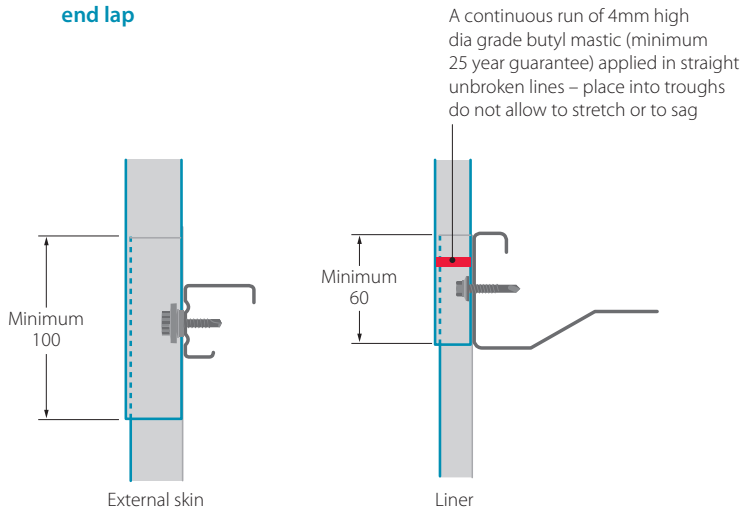 end lap
A continuous run of 4mm high
dia grade butyl mastic (minimum
25 year guarantee) applied in straight
unbroken lines – place into troughs
do not allow to stretch or to sag
Minimum
100
Minimum
60
External skin
Liner